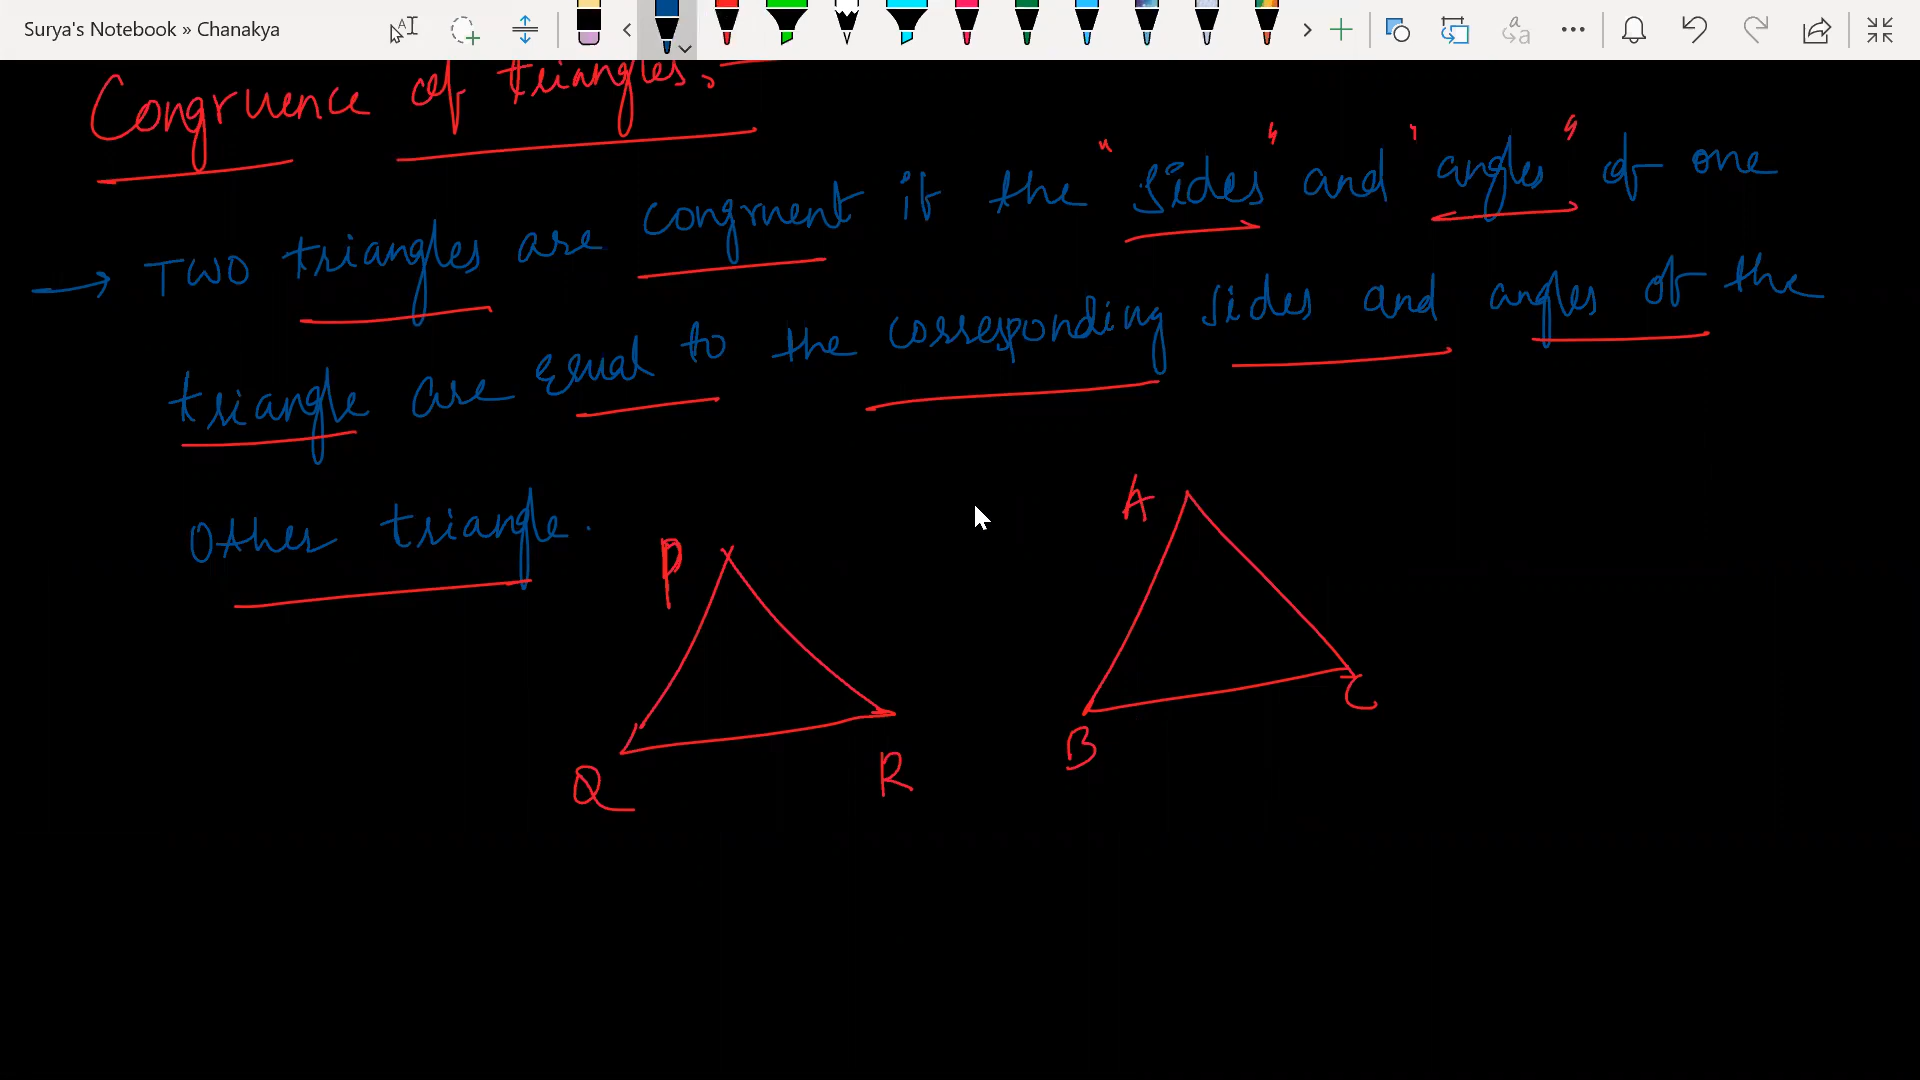 Surya's Notebook » Chanakya
Congruence of triangles.
→ TWO triangles are congruent if the "sides" and "angles" of one
triangle are equal to the corresponding sides and angles of the
other triangle.
P
A
Q
R
B
C